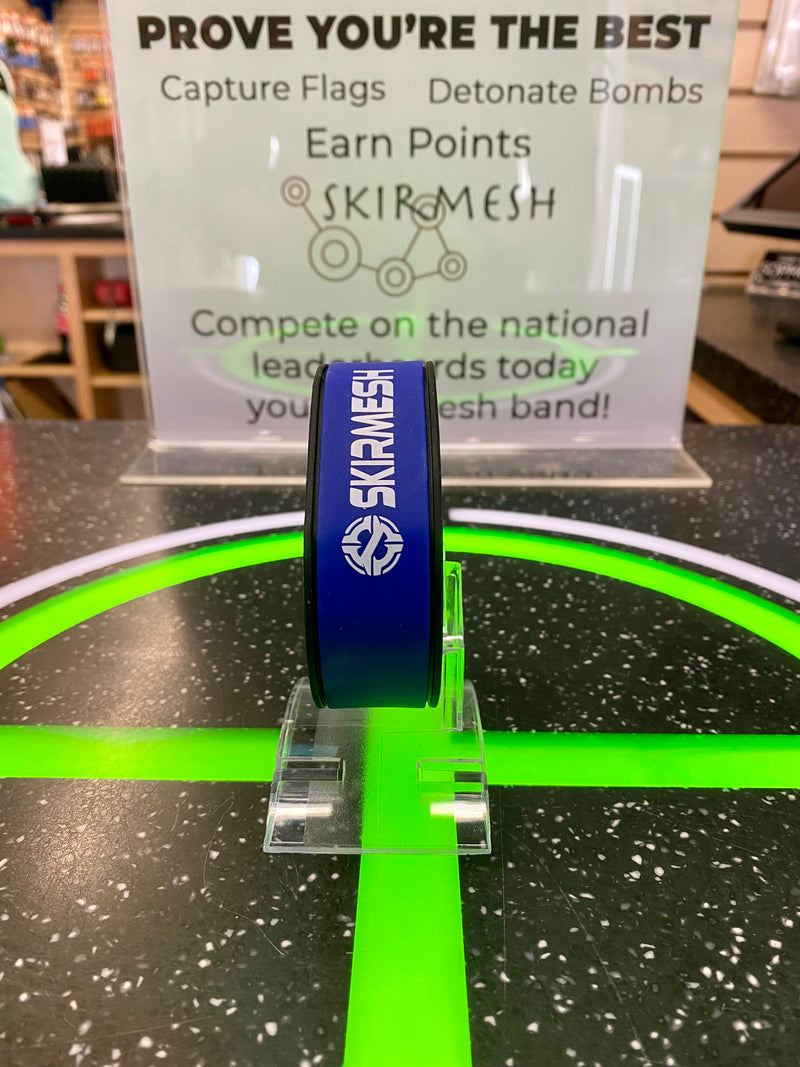 PROVE YOU'RE THE BEST
Capture Flags Detonate Bombs
Earn Points
SKIRMESH
Compete on the national
today
band!
SKIRMESH